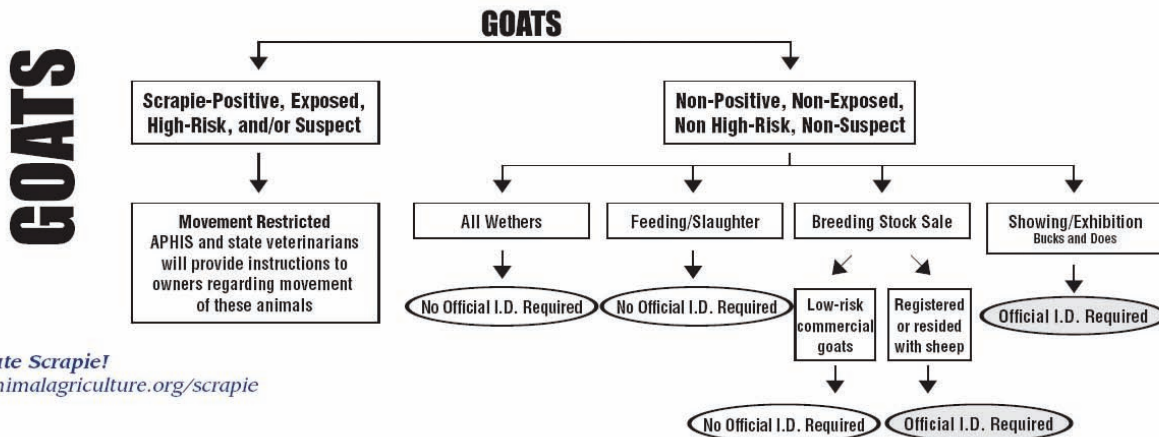 GOATS
GOATS
Scrapie-Positive, Exposed,
High-Risk, and/or Suspect
Non-Positive, Non-Exposed,
Non High-Risk, Non-Suspect
Movement Restricted
APHIS and state veterinarians
will provide instructions to
owners regarding movement
of these animals
All Wethers
Feeding/Slaughter
Breeding Stock Sale
Showing/Exhibition
Bucks and Does
No Official I.D. Required
No Official I.D. Required
Low-risk
commercial
goats
Registered
or resided
with sheep
Official I.D. Required
No Official I.D. Required
Official I.D. Required
Scrapie!